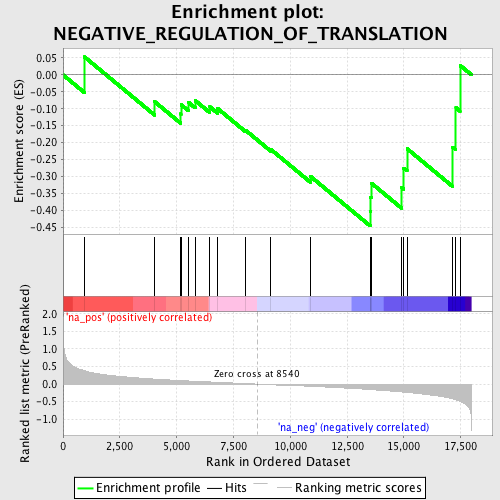 Enrichment plot:
NEGATIVE_REGULATION_OF_TRANSLATION
Enrichment score (ES)
0.05
0.00
-0.05
-0.10
-0.15
-0.20
-0.25
-0.30
-0.35
-0.40
-0.45
'na_pos' (positively correlated)
Ranked list metric (PreRanked)
2.0
1.5
1.0
0.5
0.0
-0.5
-1.0
Zero cross at 8540
'na_neg' (negatively correlated)
0 2,500 5,000 7,500 10,000 12,500 15,000 17,500
Rank in Ordered Dataset
Enrichment profile Hits Ranking metric scores